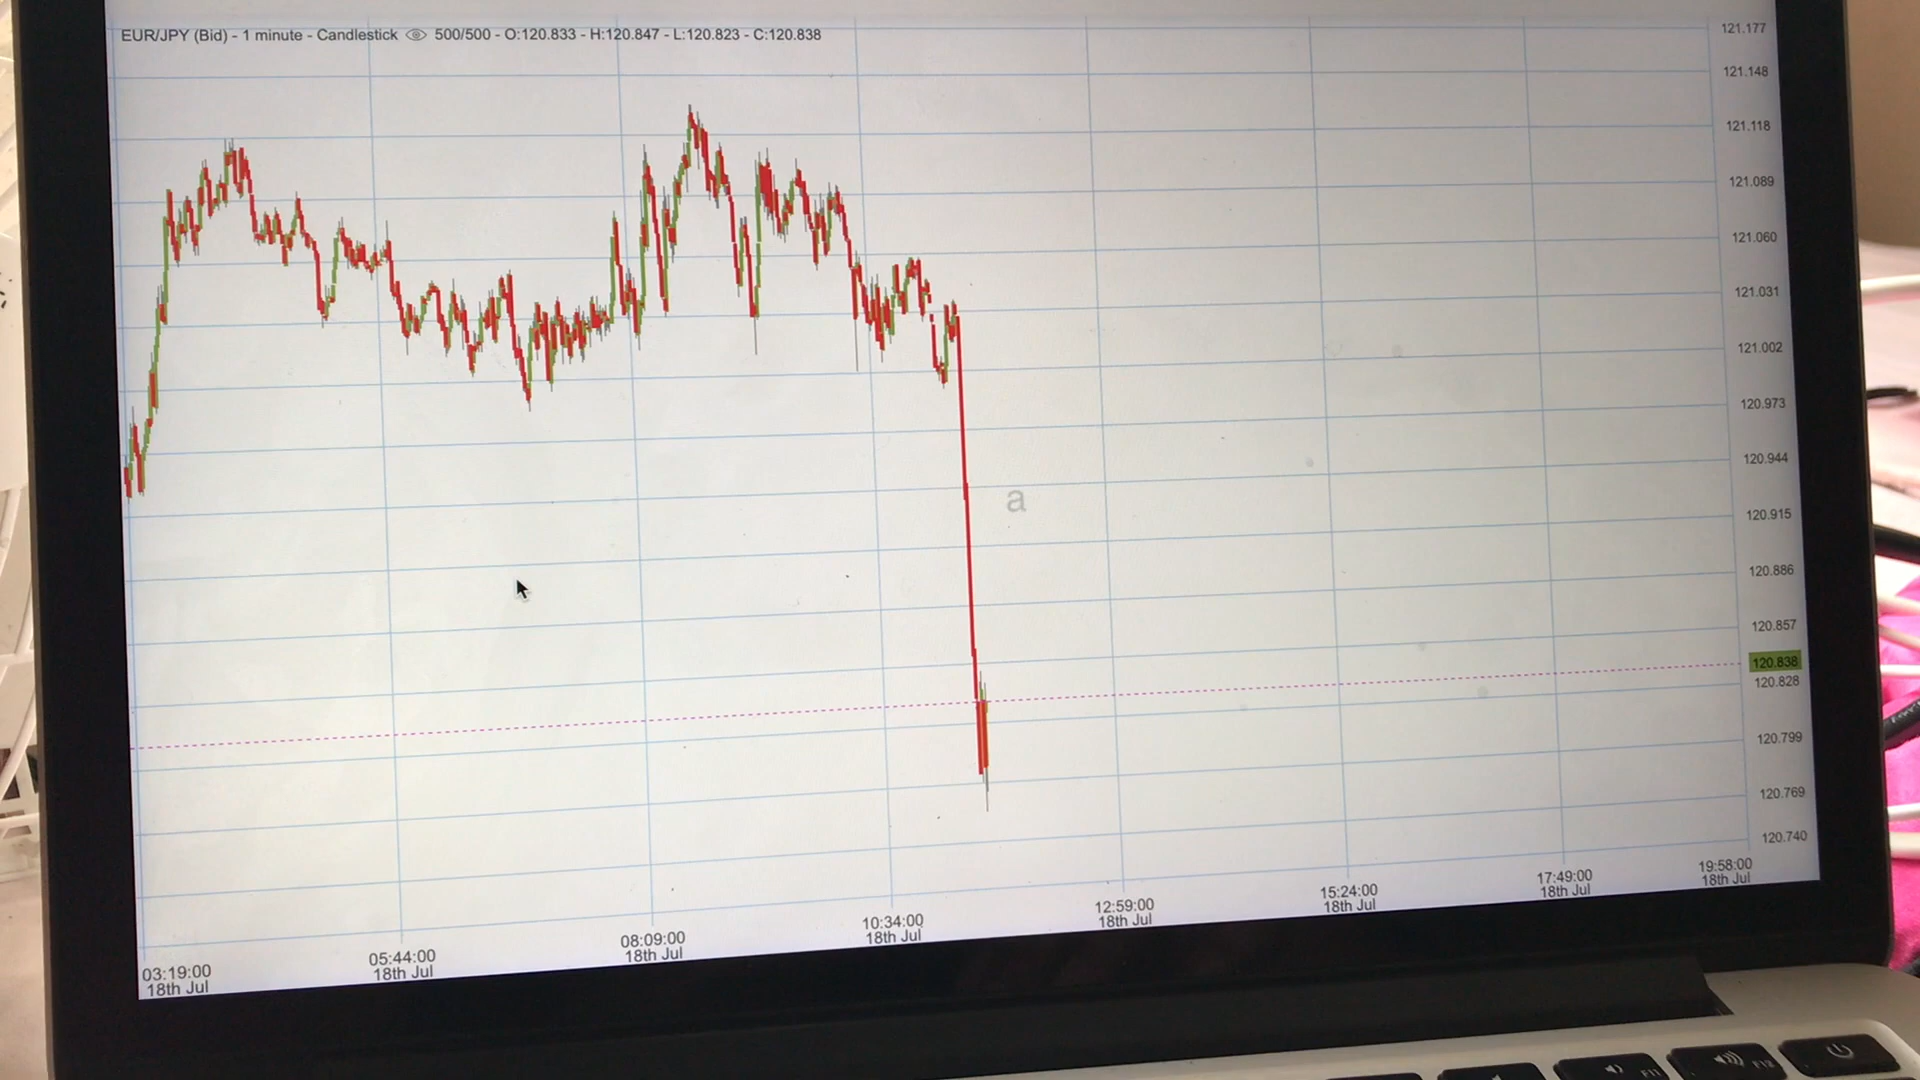 EUR/JPY (Bid) - 1 minute - Candlestick 500/500 - O:120.833 - H:120.847 - L:120.823 - C:120.838
121.177
121.148
121.118
121.089
121.060
121.031
121.002
120.973
120.944
a
120.915
120.886
120.857
120.838
120.828
120.799
120.769
120.740
03:19:00
18th Jul
05:44:00
18th Jul
08:09:00
18th Jul
10:34:00
18th Jul
12:59:00
18th Jul
15:24:00
18th Jul
17:49:00
18th Jul
19:58:00
18th Jul
F11
F12